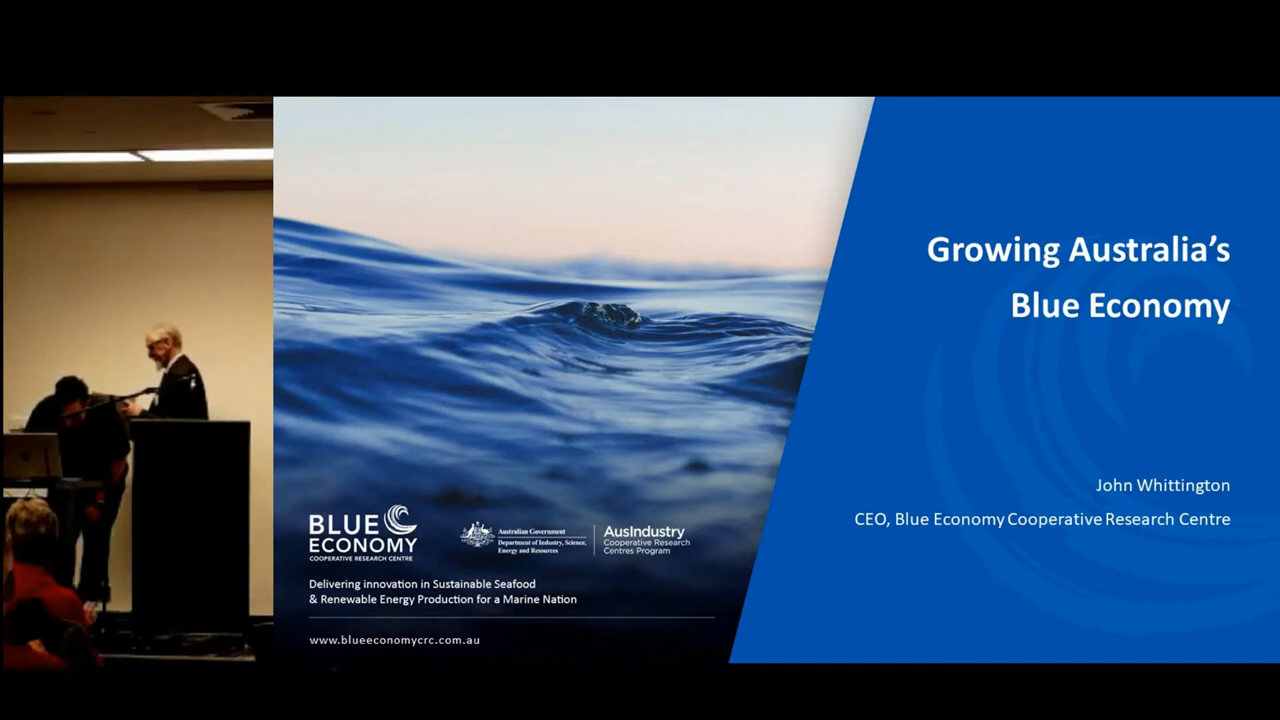 Growing Australia's
Blue Economy
John Whittington
CEO, Blue Economy Cooperative Research Centre
BLUE
ECONOMY
COOPERATIVE RESEARCH CENTRE
Australian Government
Department of Industry, Science,
Energy and Resources
AusIndustry
Cooperative Research
Centres Program
Delivering innovation in Sustainable Seafood
& Renewable Energy Production for a Marine Nation
www.blueeconomycrc.com.au